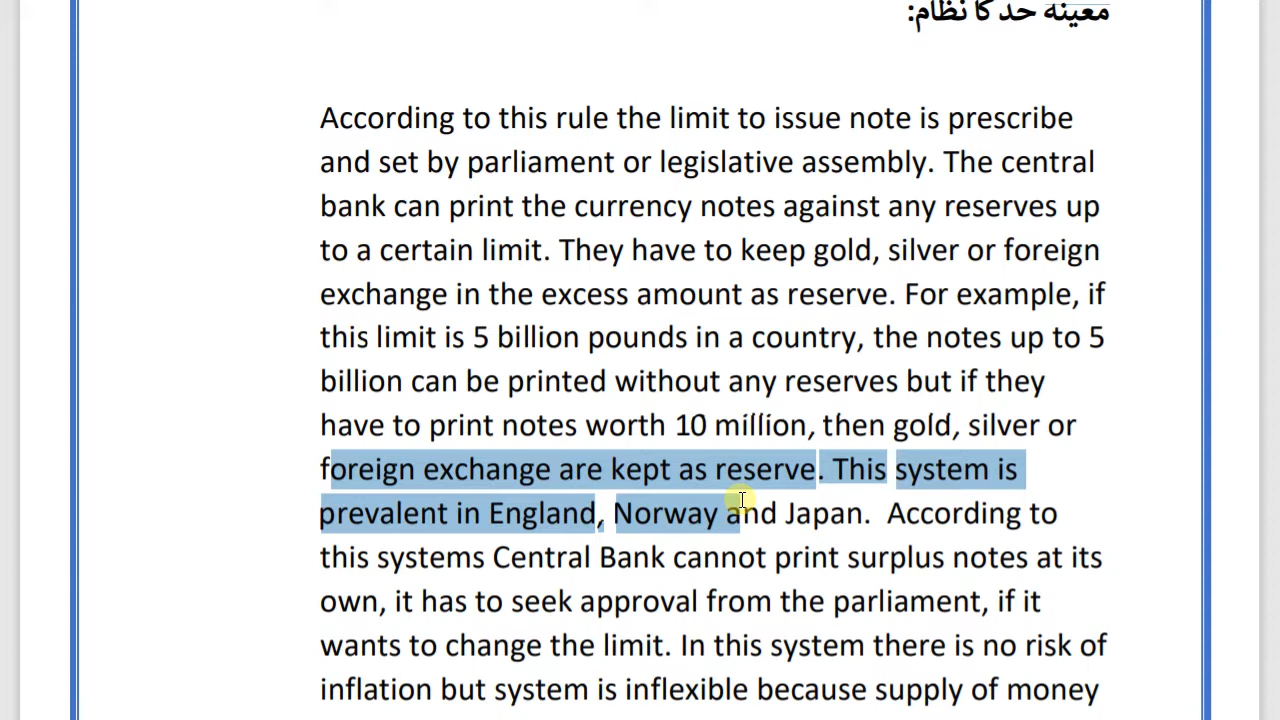 معینہ حد کا نظام:
According to this rule the limit to issue note is prescribe
and set by parliament or legislative assembly. The central
bank can print the currency notes against any reserves up
to a certain limit. They have to keep gold, silver or foreign
exchange in the excess amount as reserve. For example, if
this limit is 5 billion pounds in a country, the notes up to 5
billion can be printed without any reserves but if they
have to print notes worth 10 million, then gold, silver or
foreign exchange are kept as reserve. This system is
prevalent in England, Norway and Japan.  According to
this systems Central Bank cannot print surplus notes at its
own, it has to seek approval from the parliament, if it
wants to change the limit. In this system there is no risk of
inflation but system is inflexible because supply of money